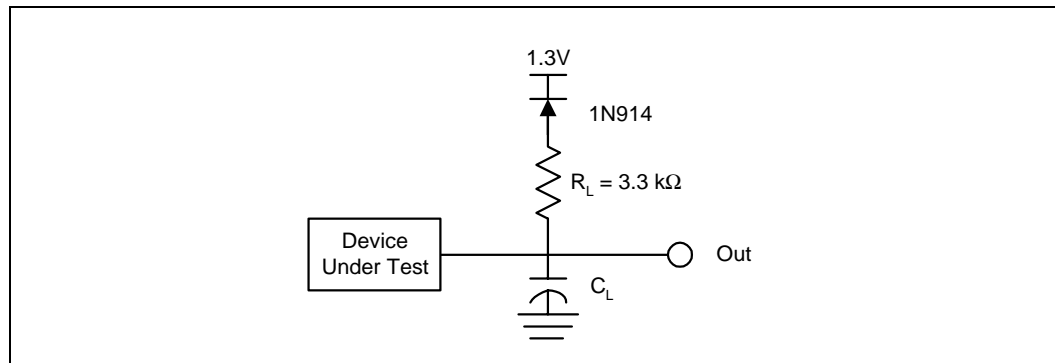 1.3V
1N914
R_L = 3.3 kΩ
Device
Under Test
Out
C_L